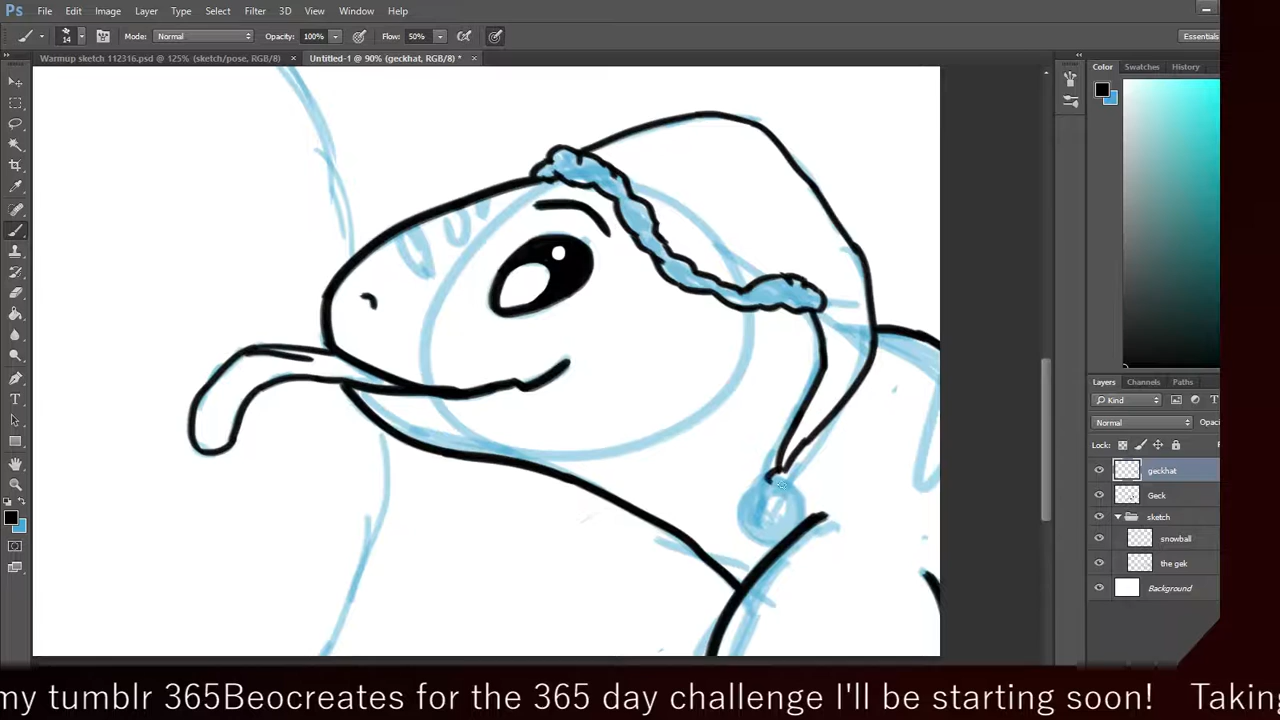 Ps File Edit Image Layer Type Select Filter 3D View Window Help
14 Mode: Normal Opacity: 100% Flow: 50% Essentials
Warmup sketch 112316.psd @ 125% (sketch/pose, RGB/8) × Untitled-1 @ 90% (geckhat, RGB/8) * ×
Color Swatches History
Layers Channels Paths
Kind
Normal Opac
Lock:
geckhat
Geck
sketch
snowball
the gek
Background
my tumblr 365Beocreates for the 365 day challenge I'll be starting soon! Taking